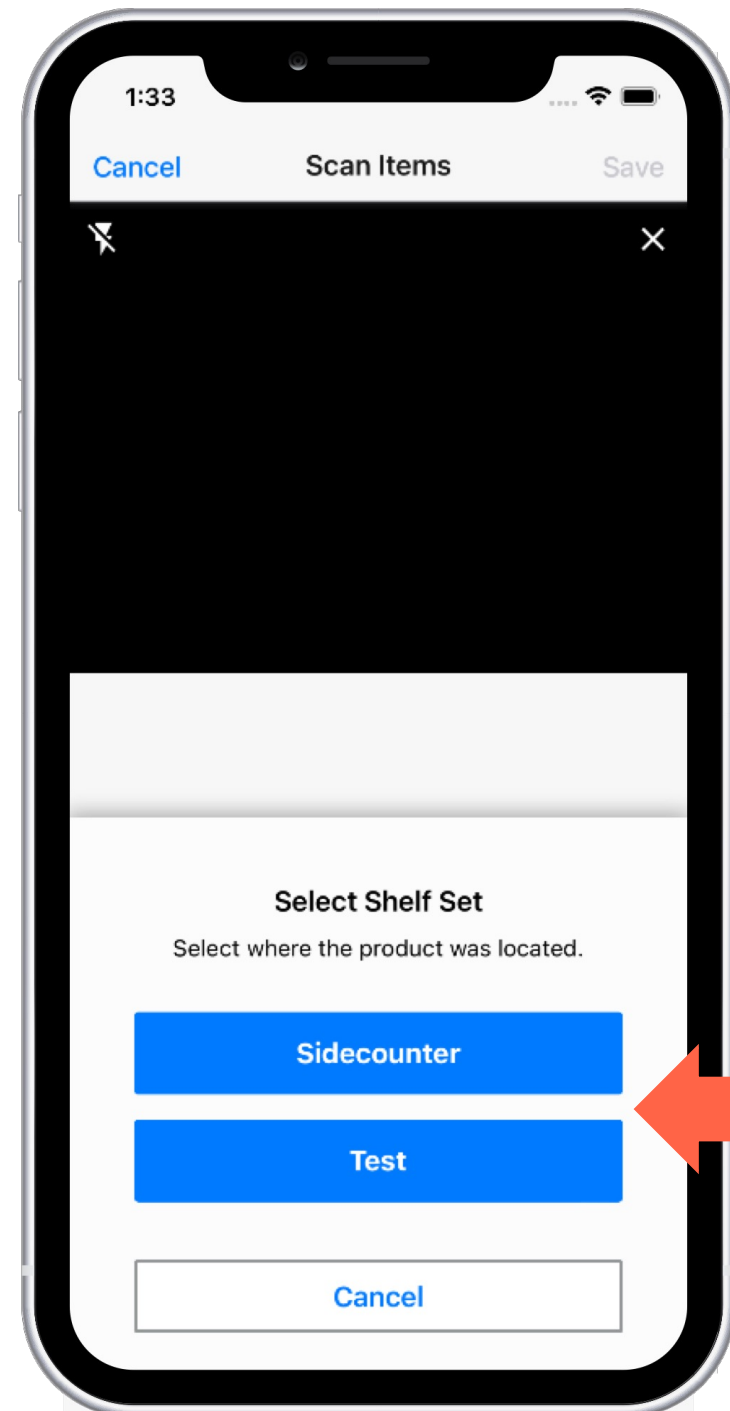 1:33
Cancel Scan Items Save
Select Shelf Set
Select where the product was located.
Sidecounter
Test
Cancel